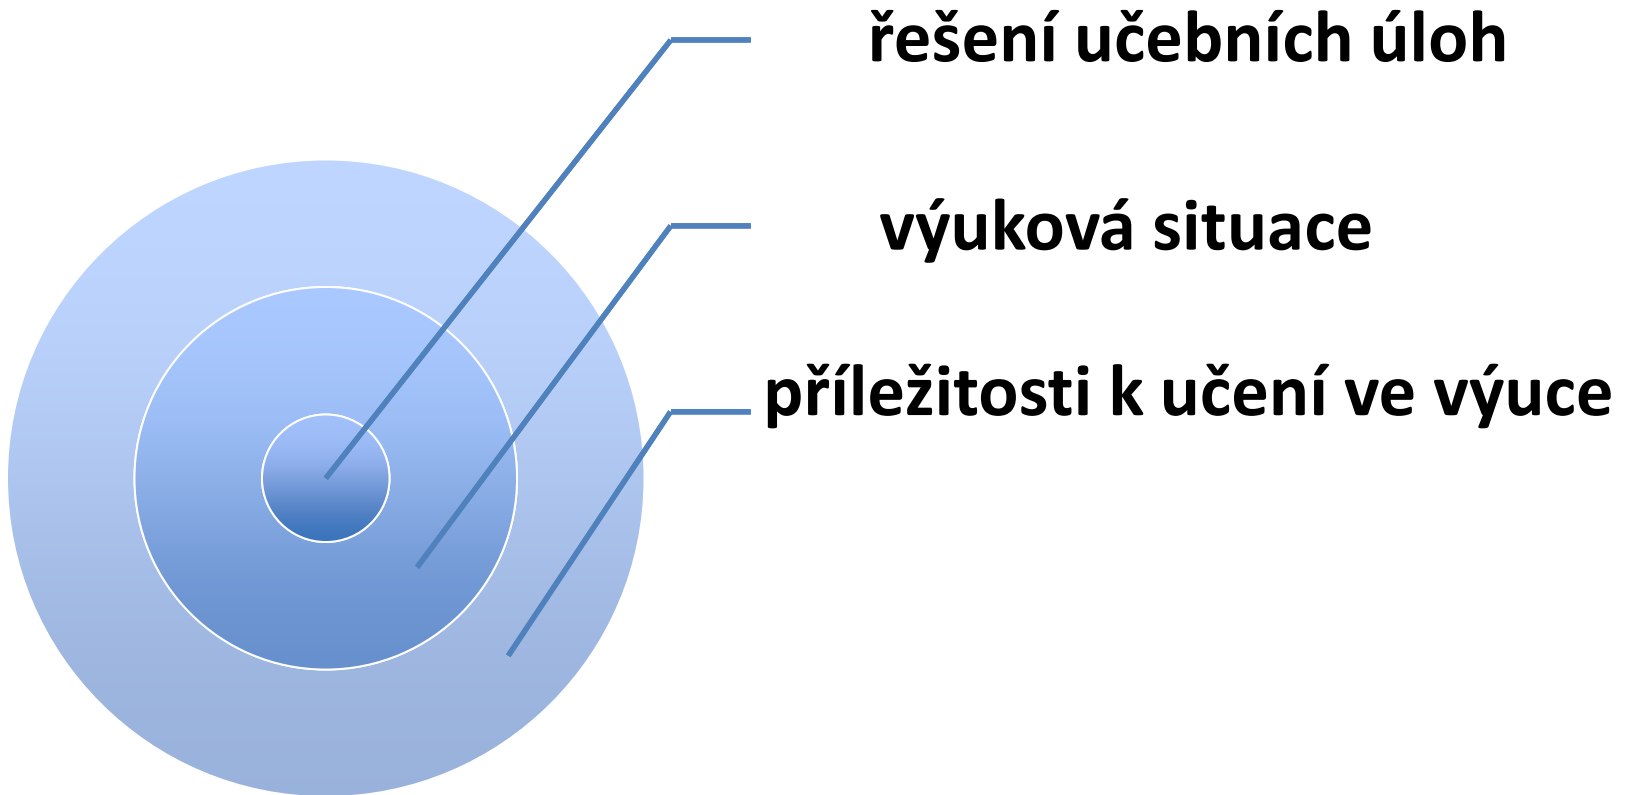 řešení učebních úloh
výuková situace
příležitosti k učení ve výuce